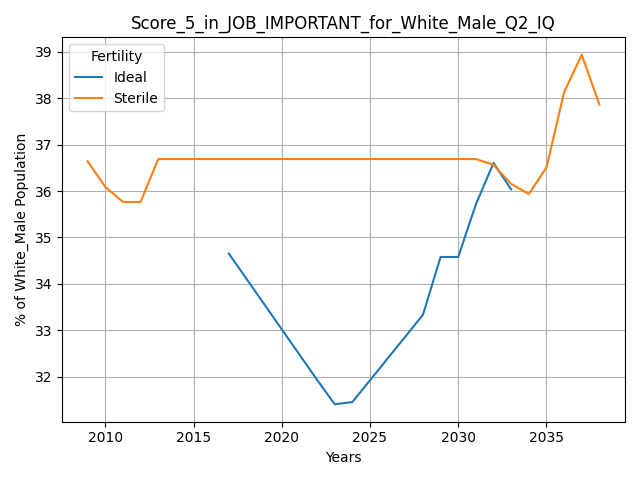 Score_5_in_JOB_IMPORTANT_for_White_Male_Q2_IQ
Fertility
Ideal
Sterile
% of White_Male Population
39
38
37
36
35
34
33
32
2010 2015 2020 2025 2030 2035
Years